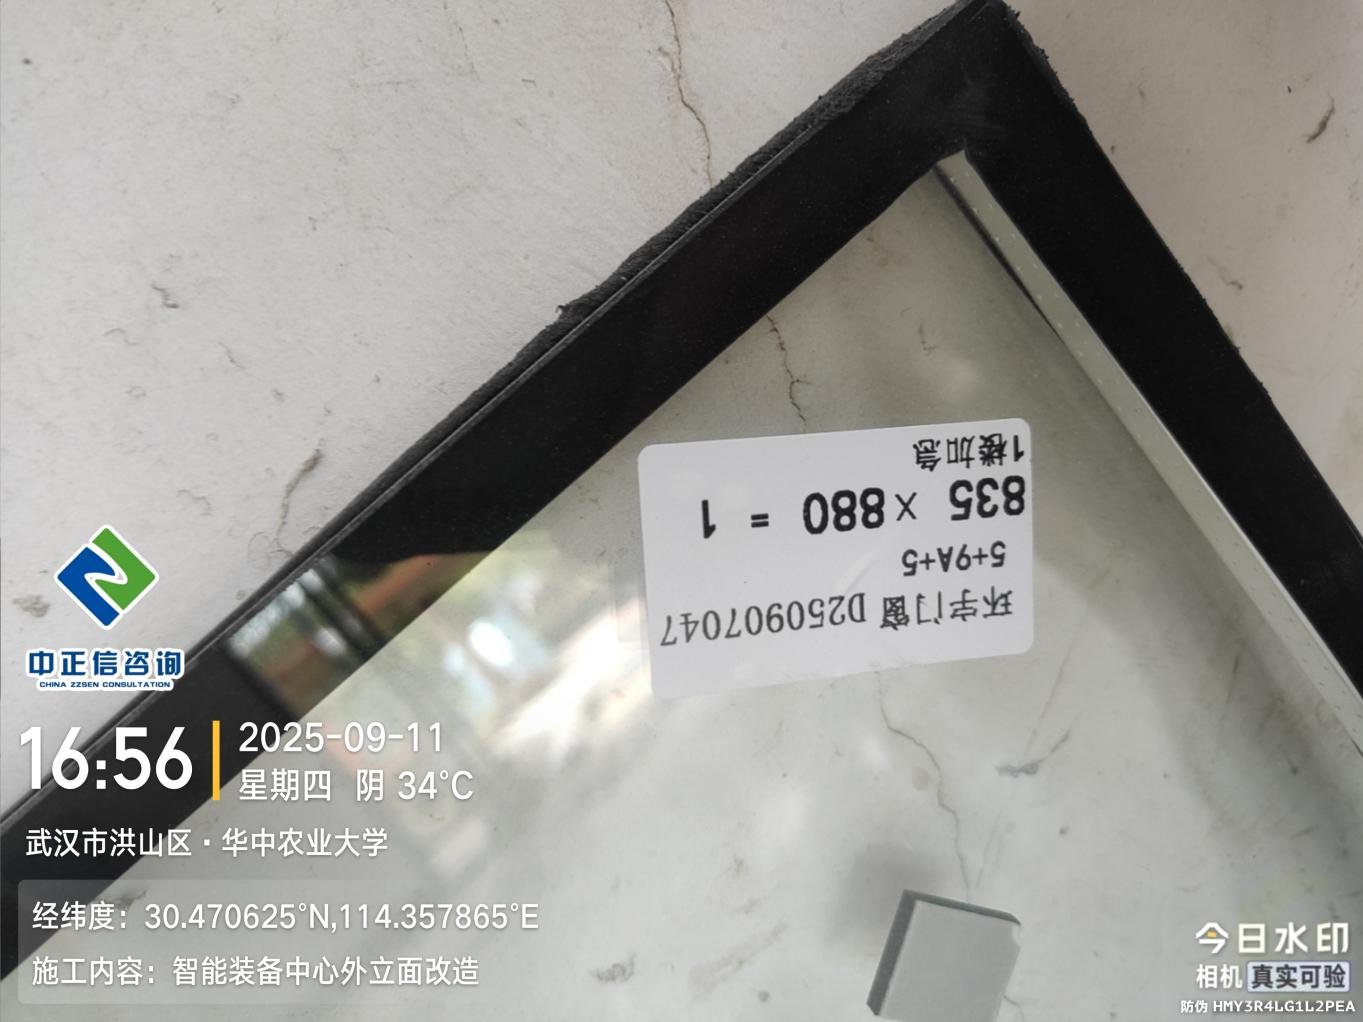 环宇门窗 D250907047
5+9A+5
835 X 880 = 1
1楼加急
中正信咨询
CHINA ZZSEN CONSULTATION
16:56
2025-09-11
星期四 阴 34°C
武汉市洪山区·华中农业大学
经纬度：30.470625°N,114.357865°E
施工内容：智能装备中心外立面改造
今日水印
相机 真实可验
防伪 HMY3R4LG1L2PEA